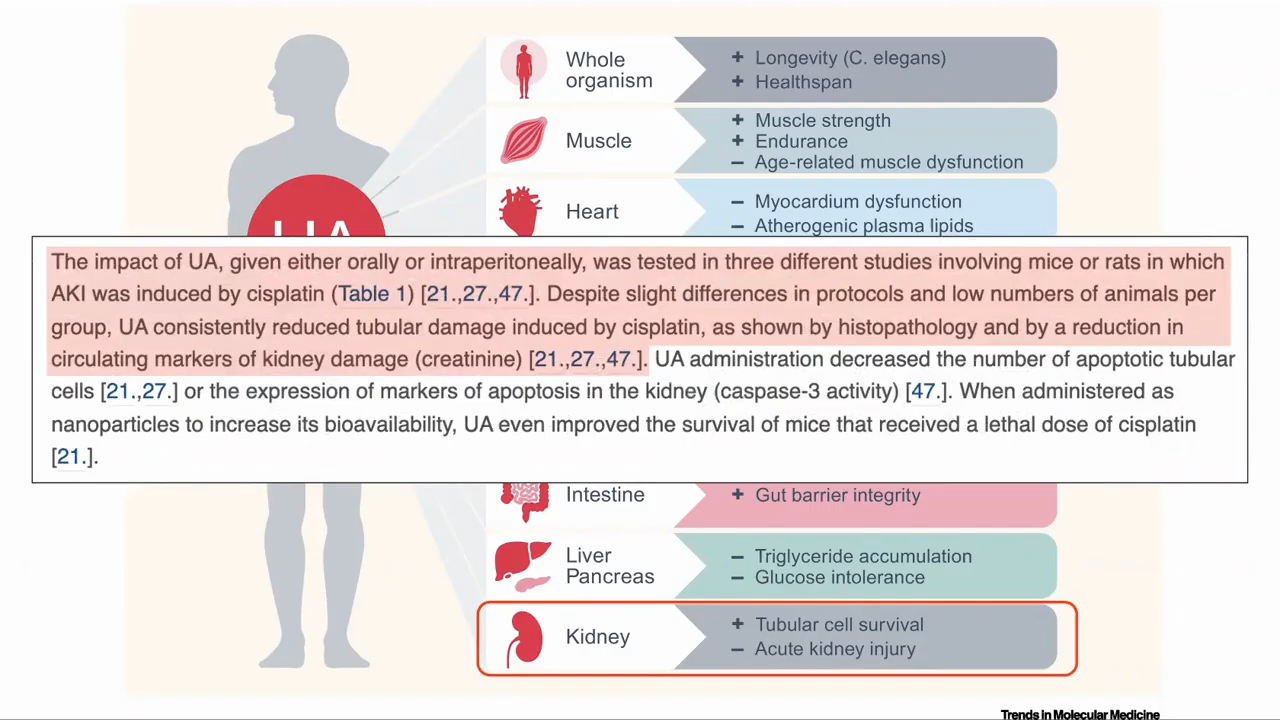 Whole
organism
+ Longevity (C. elegans)
+ Healthspan
Muscle
+ Muscle strength
+ Endurance
− Age-related muscle dysfunction
Heart
− Myocardium dysfunction
− Atherogenic plasma lipids
UA
The impact of UA, given either orally or intraperitoneally, was tested in three different studies involving mice or rats in which
AKI was induced by cisplatin (Table 1) [21.,27.,47.]. Despite slight differences in protocols and low numbers of animals per
group, UA consistently reduced tubular damage induced by cisplatin, as shown by histopathology and by a reduction in
circulating markers of kidney damage (creatinine) [21.,27.,47.]. UA administration decreased the number of apoptotic tubular
cells [21.,27.] or the expression of markers of apoptosis in the kidney (caspase-3 activity) [47.]. When administered as
nanoparticles to increase its bioavailability, UA even improved the survival of mice that received a lethal dose of cisplatin
[21.].
Intestine
+ Gut barrier integrity
Liver
Pancreas
− Triglyceride accumulation
− Glucose intolerance
Kidney
+ Tubular cell survival
− Acute kidney injury
Trends in Molecular Medicine